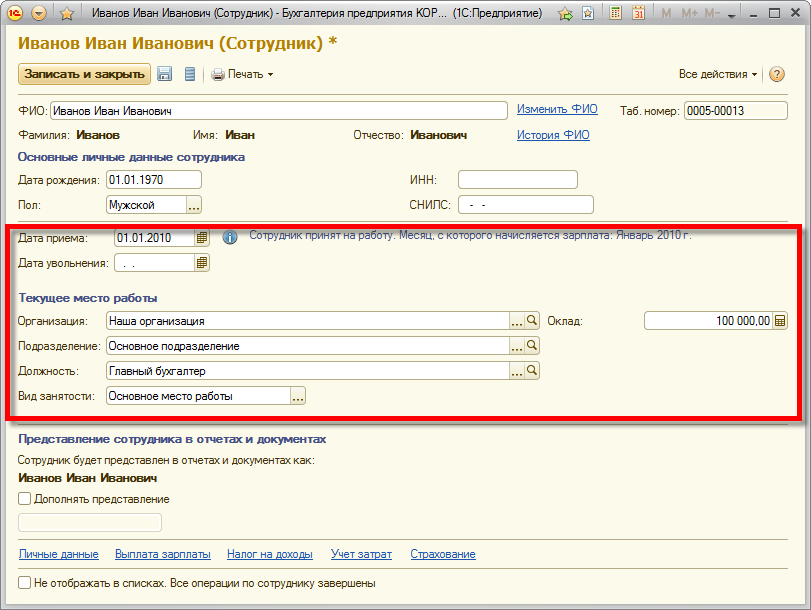 Иванов Иван Иванович (Сотрудник) - Бухгалтерия предприятия КОР... (1С:Предприятие) M M+ M-
Иванов Иван Иванович (Сотрудник) *
Записать и закрыть Печать Все действия
ФИО: Иванов Иван Иванович Изменить ФИО Таб. номер: 0005-00013
Фамилия: Иванов Имя: Иван Отчество: Иванович История ФИО
Основные личные данные сотрудника
Дата рождения: 01.01.1970 ИНН:
Пол: Мужской ... СНИЛС: - -
Дата приема: 01.01.2010 Сотрудник принят на работу. Месяц, с которого начисляется зарплата: Январь 2010 г.
Дата увольнения: . .
Текущее место работы
Организация: Наша организация ... Оклад: 100 000,00
Подразделение: Основное подразделение ...
Должность: Главный бухгалтер ...
Вид занятости: Основное место работы ...
Представление сотрудника в отчетах и документах
Сотрудник будет представлен в отчетах и документах как:
Иванов Иван Иванович
Дополнять представление
Личные данные Выплата зарплаты Налог на доходы Учет затрат Страхование
Не отображать в списках. Все операции по сотруднику завершены